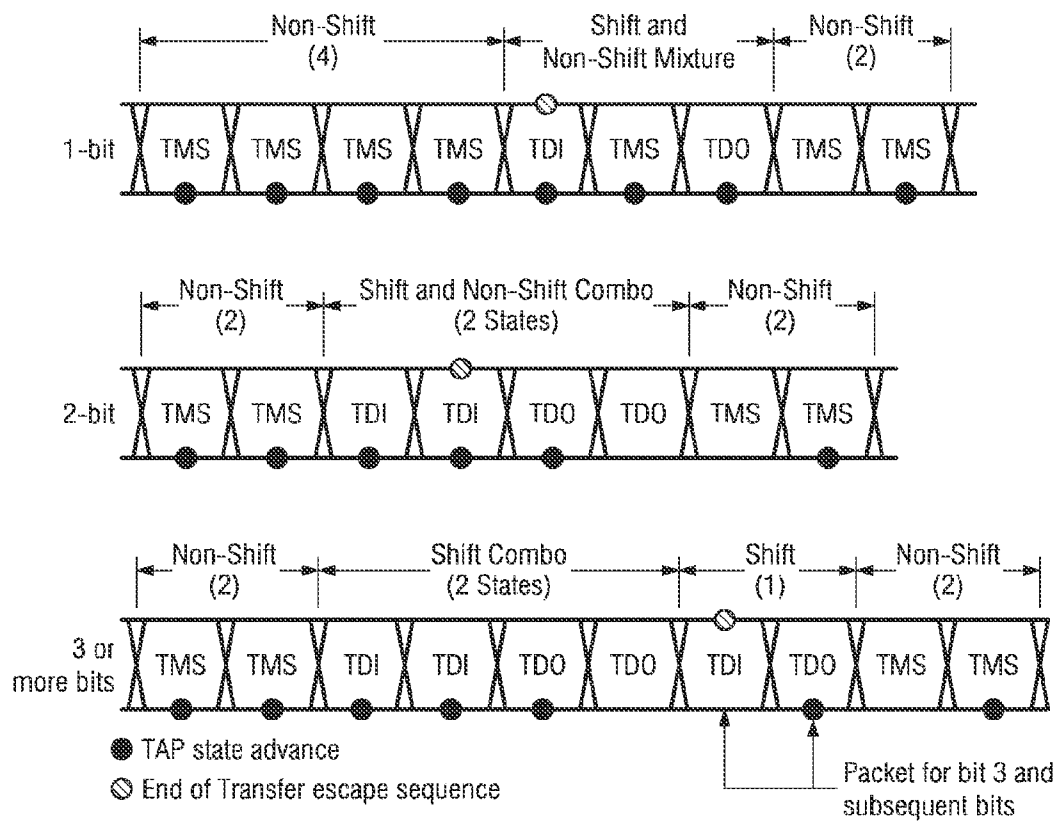 Non-Shift
(4)
Shift and
Non-Shift Mixture
Non-Shift
(2)
1-bit
TMS TMS TMS TMS TDI TMS TDO TMS TMS
Non-Shift
(2)
Shift and Non-Shift Combo
(2 States)
Non-Shift
(2)
2-bit
TMS TMS TDI TDI TDO TDO TMS TMS
Non-Shift
(2)
Shift Combo
(2 States)
Shift
(1)
Non-Shift
(2)
3 or
more bits
TMS TMS TDI TDI TDO TDO TDI TDO TMS TMS
TAP state advance
End of Transfer escape sequence
Packet for bit 3 and
subsequent bits